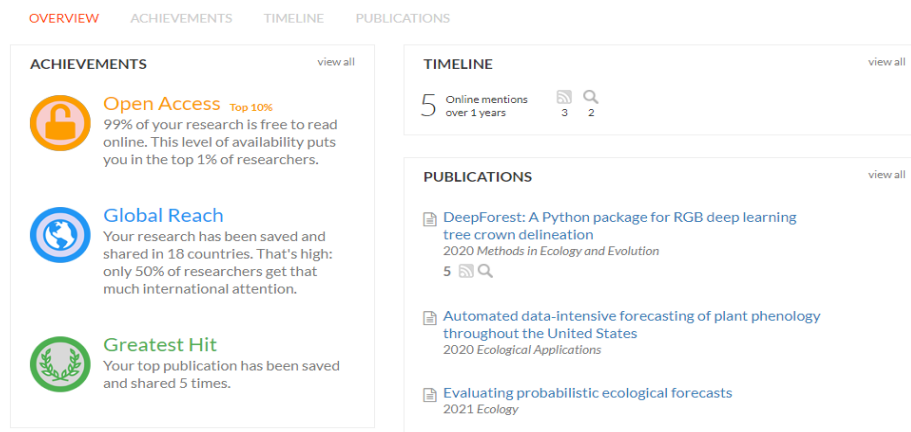 OVERVIEW ACHIEVEMENTS TIMELINE PUBLICATIONS
ACHIEVEMENTS view all
Open Access Top 10%
99% of your research is free to read
online. This level of availability puts
you in the top 1% of researchers.
Global Reach
Your research has been saved and
shared in 18 countries. That's high:
only 50% of researchers get that
much international attention.
Greatest Hit
Your top publication has been saved
and shared 5 times.
TIMELINE view all
5 Online mentions
over 1 years
3 2
PUBLICATIONS view all
DeepForest: A Python package for RGB deep learning
tree crown delineation
2020 Methods in Ecology and Evolution
5
Automated data-intensive forecasting of plant phenology
throughout the United States
2020 Ecological Applications
Evaluating probabilistic ecological forecasts
2021 Ecology